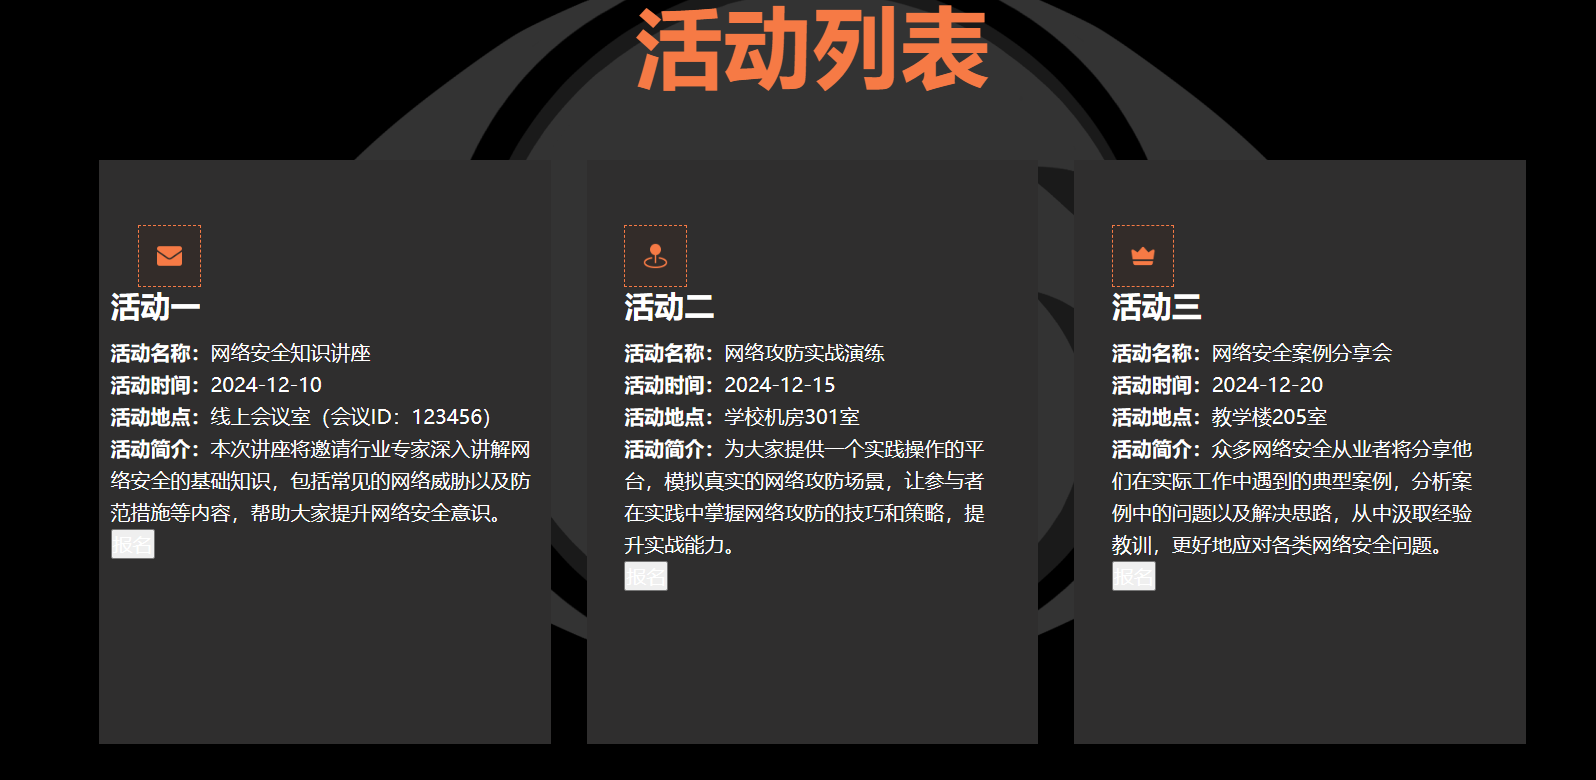 活动列表
活动一
活动名称：网络安全知识讲座
活动时间：2024-12-10
活动地点：线上会议室（会议ID：123456）
活动简介：本次讲座将邀请行业专家深入讲解网
络安全的基础知识，包括常见的网络威胁以及防
范措施等内容，帮助大家提升网络安全意识。
报名
活动二
活动名称：网络攻防实战演练
活动时间：2024-12-15
活动地点：学校机房301室
活动简介：为大家提供一个实践操作的平
台，模拟真实的网络攻防场景，让参与者
在实践中掌握网络攻防的技巧和策略，提
升实战能力。
报名
活动三
活动名称：网络安全案例分享会
活动时间：2024-12-20
活动地点：教学楼205室
活动简介：众多网络安全从业者将分享他
们在实际工作中遇到的典型案例，分析案
例中的问题以及解决思路，从中汲取经验
教训，更好地应对各类网络安全问题。
报名